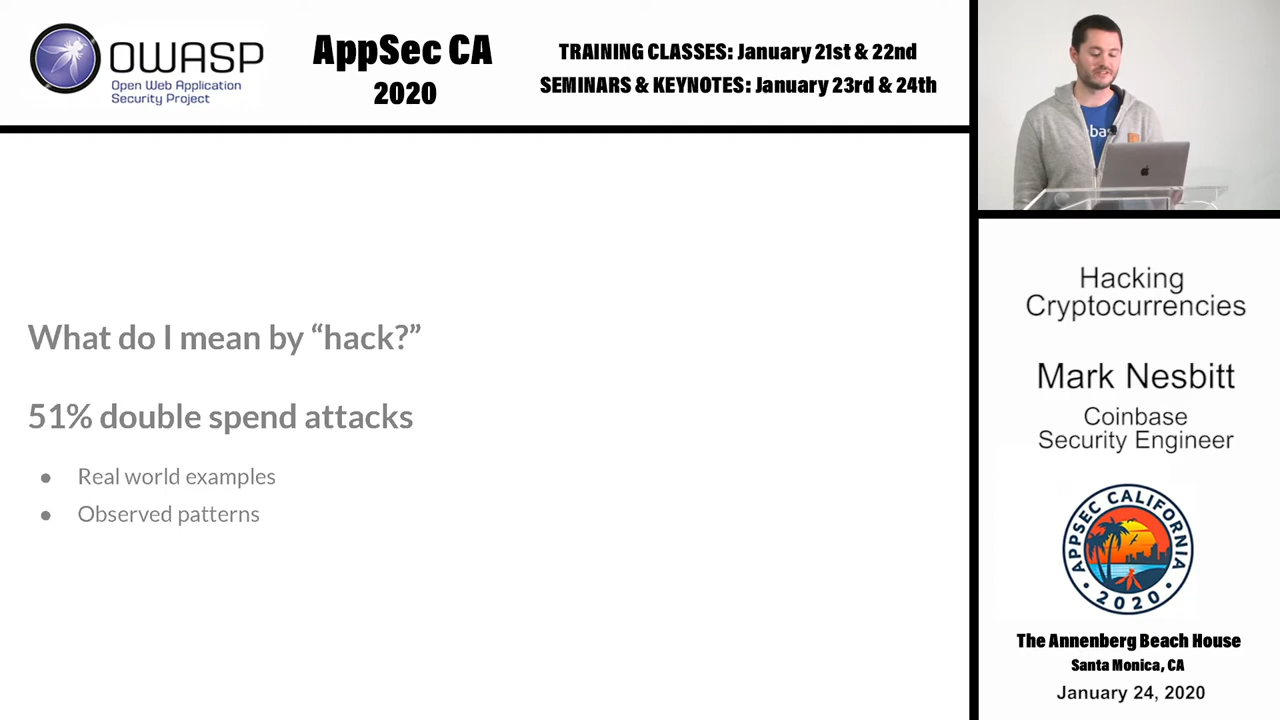 OWASP
Open Web Application
Security Project
AppSec CA
2020
TRAINING CLASSES: January 21st & 22nd
SEMINARS & KEYNOTES: January 23rd & 24th
What do I mean by “hack?”
51% double spend attacks
● Real world examples
● Observed patterns
bas
Hacking
Cryptocurrencies
Mark Nesbitt
Coinbase
Security Engineer
APPSEC CALIFORNIA
• 2020 •
The Annenberg Beach House
Santa Monica, CA
January 24, 2020